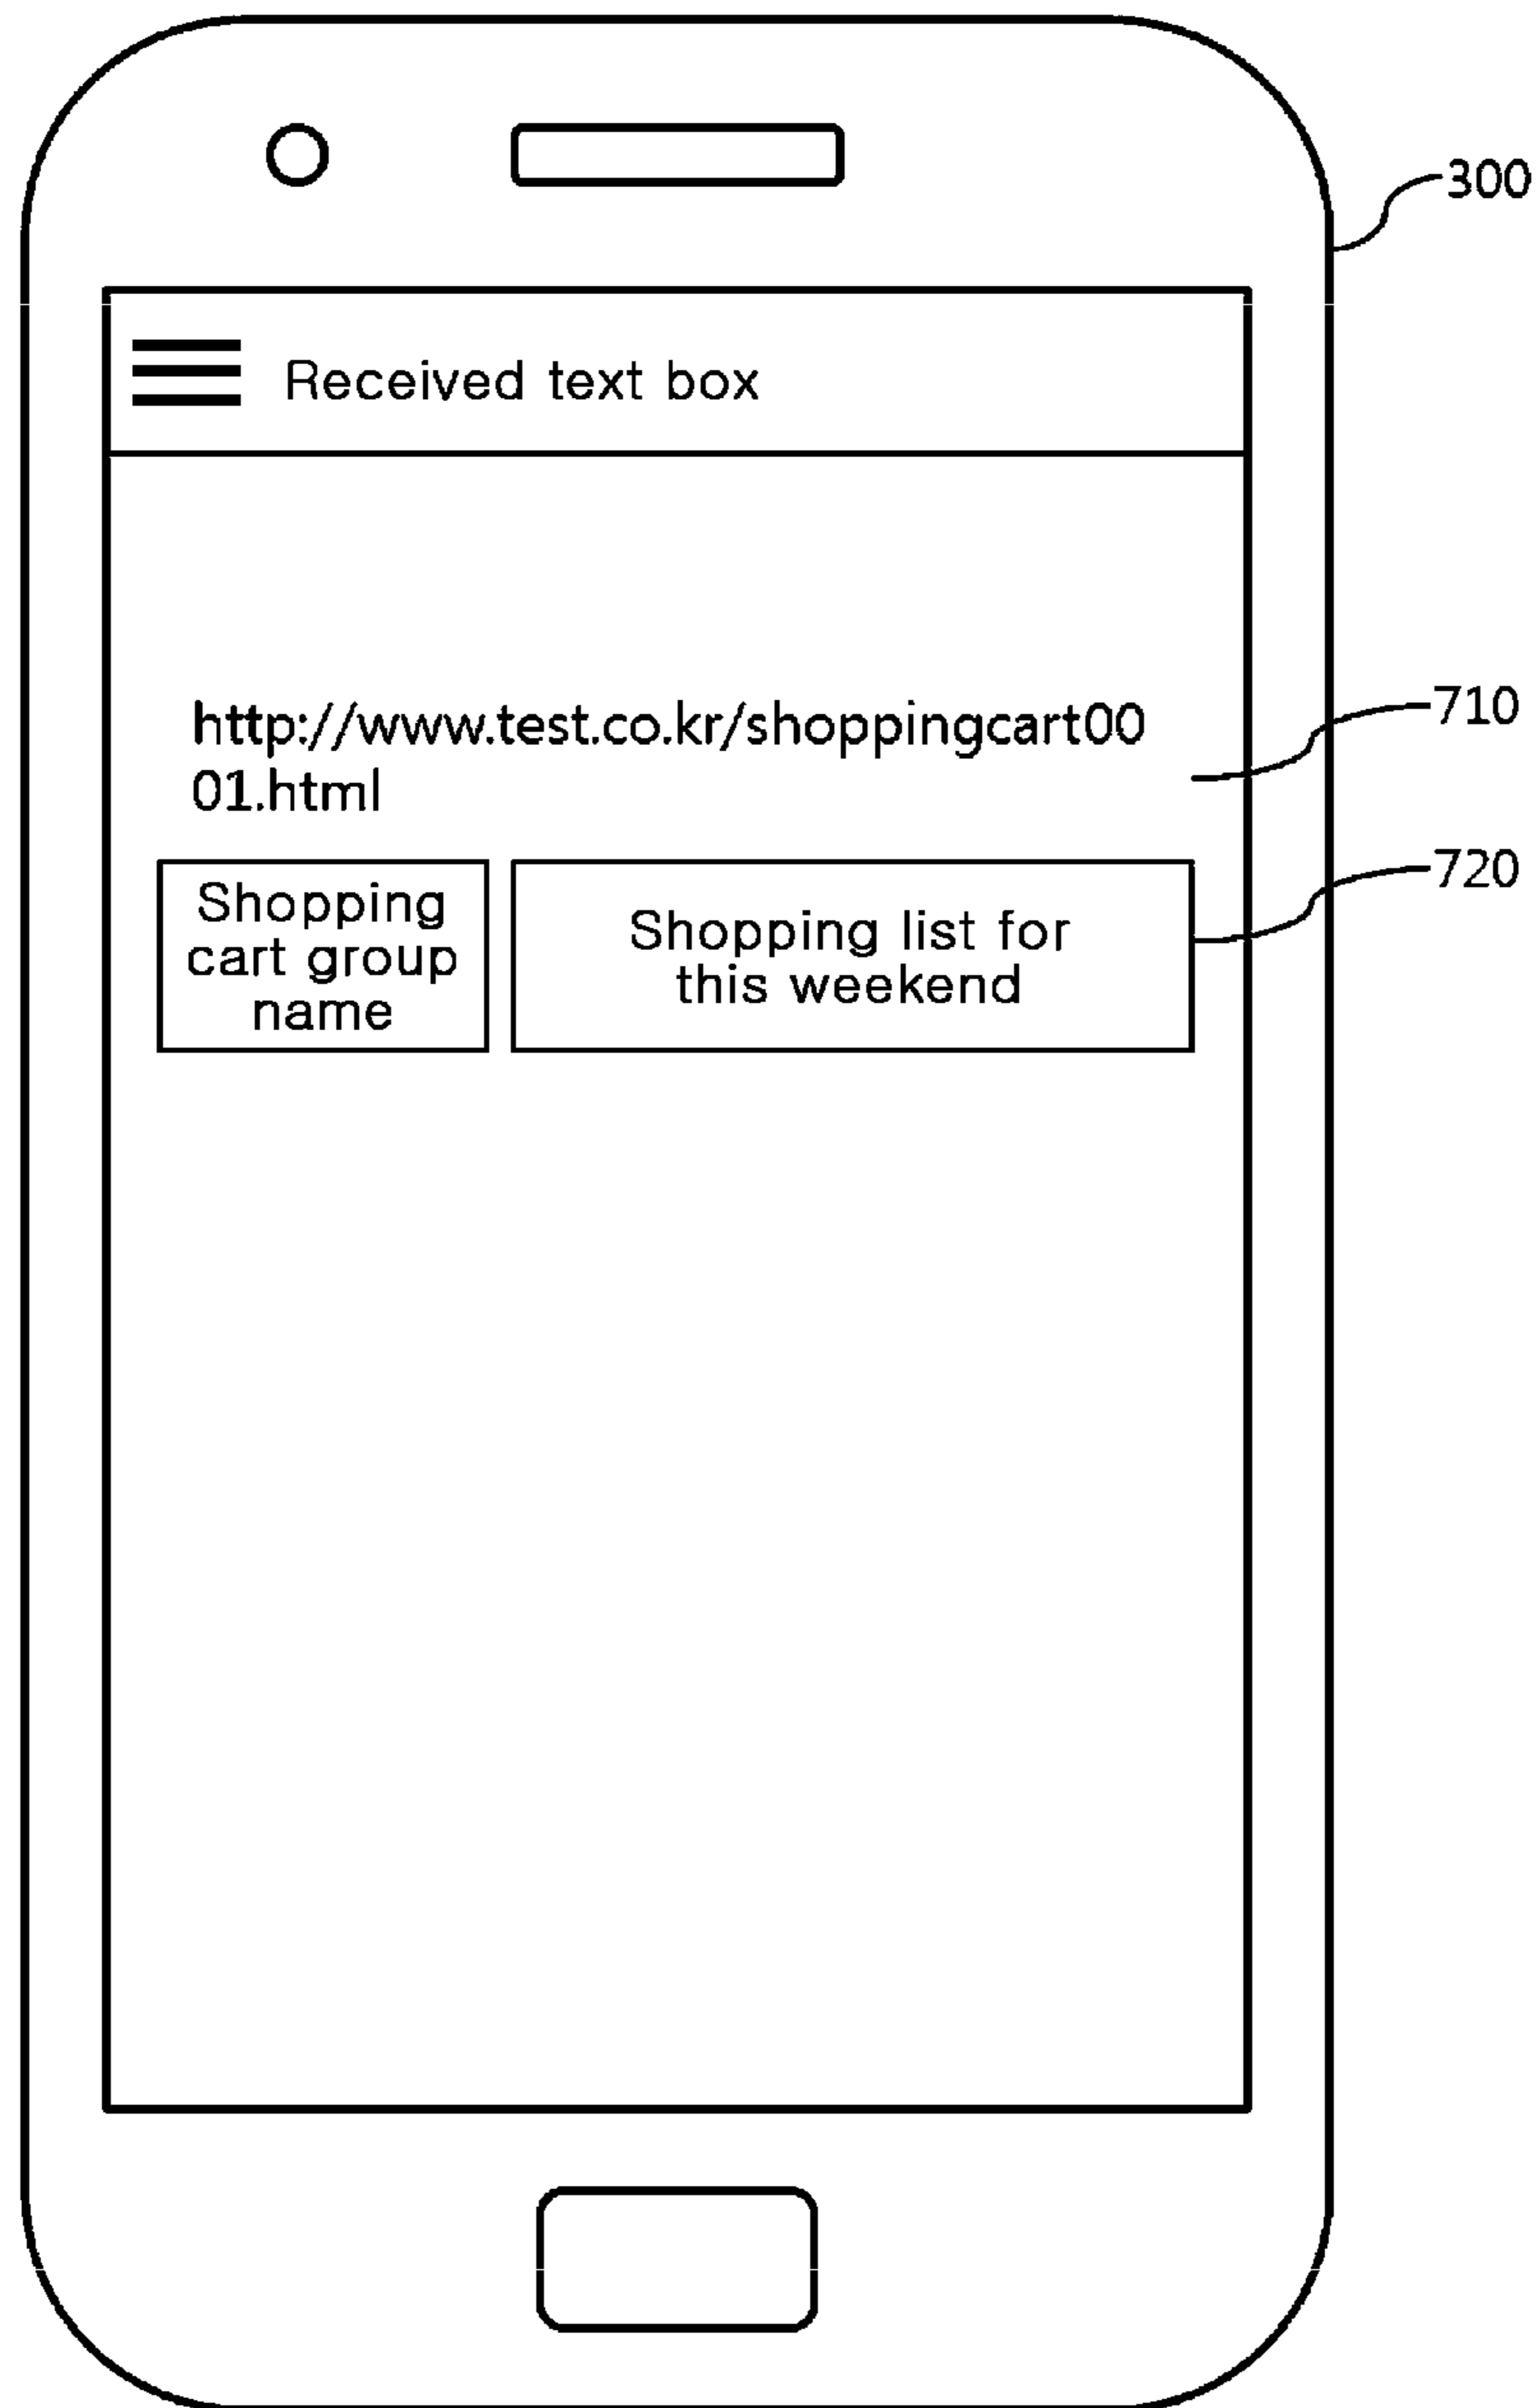 300
Received text box
http://www.test.co.kr/shoppingcart00
01.html
710
Shopping
cart group
name
Shopping list for
this weekend
720